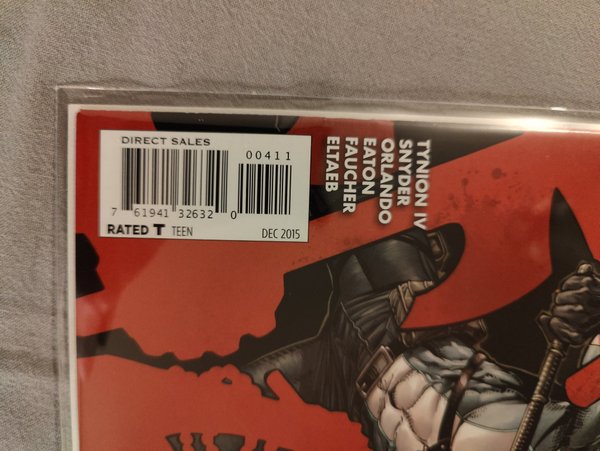 DIRECT SALES
00411
7 61941 32632 0
RATED T TEEN
DEC 2015
TYNION IV
SNYDER
ORLANDO
EATON
FAUCHER
ELTAEB